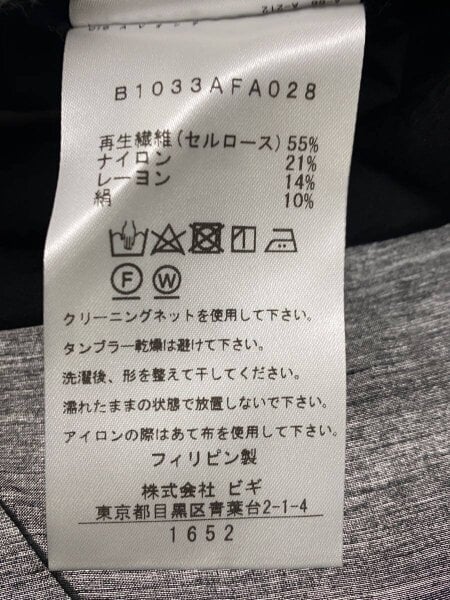 B1033AFA028
再生繊維(セルロース) 55%
ナイロン 21%
レーヨン 14%
絹 10%
F W
クリーニングネットを使用して下さい。
タンブラー乾燥は避けて下さい。
洗濯後、形を整えて干してください。
濡れたままの状態で放置しないで下さい。
アイロンの際はあて布を使用して下さい。
フィリピン製
株式会社 ビギ
東京都目黒区青葉台2-1-4
1652